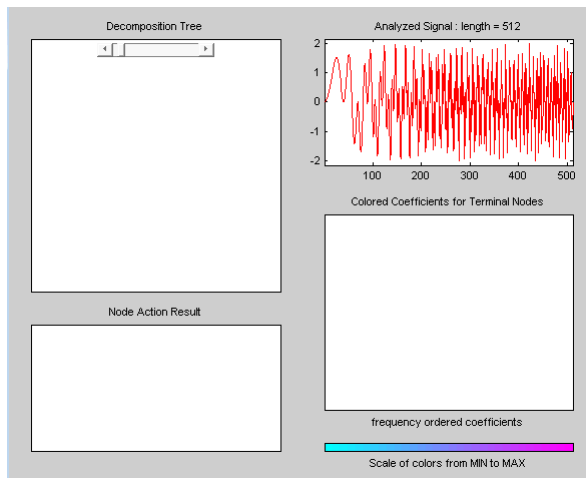 Decomposition Tree
Analyzed Signal : length = 512
2
1
0
-1
-2
100 200 300 400 500
Colored Coefficients for Terminal Nodes
Node Action Result
frequency ordered coefficients
Scale of colors from MIN to MAX